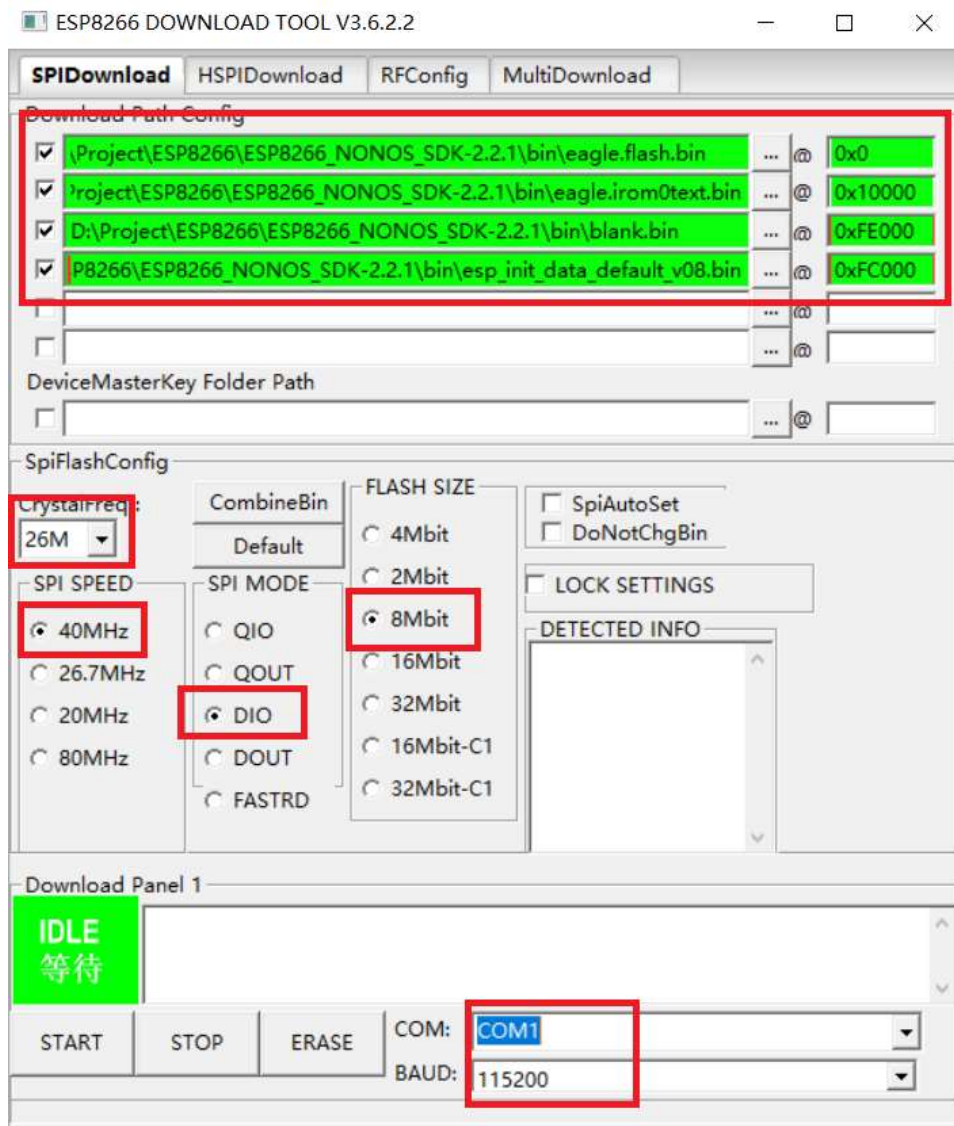 ESP8266 DOWNLOAD TOOL V3.6.2.2
SPIDownload HSPIDownload RFConfig MultiDownload
Download Path Config
\Project\ESP8266\ESP8266_NONOS_SDK-2.2.1\bin\eagle.flash.bin ... @ 0x0
Project\ESP8266\ESP8266_NONOS_SDK-2.2.1\bin\eagle.irom0text.bin ... @ 0x10000
D:\Project\ESP8266\ESP8266_NONOS_SDK-2.2.1\bin\blank.bin ... @ 0xFE000
P8266\ESP8266_NONOS_SDK-2.2.1\bin\esp_init_data_default_v08.bin ... @ 0xFC000
... @
... @
DeviceMasterKey Folder Path
... @
SpiFlashConfig
CrystalFreq:
26M
CombineBin
Default
SPI SPEED
40MHz
26.7MHz
20MHz
80MHz
SPI MODE
QIO
QOUT
DIO
DOUT
FASTRD
FLASH SIZE
4Mbit
2Mbit
8Mbit
16Mbit
32Mbit
16Mbit-C1
32Mbit-C1
SpiAutoSet
DoNotChgBin
LOCK SETTINGS
DETECTED INFO
Download Panel 1
IDLE
等待
START STOP ERASE
COM: COM1
BAUD: 115200